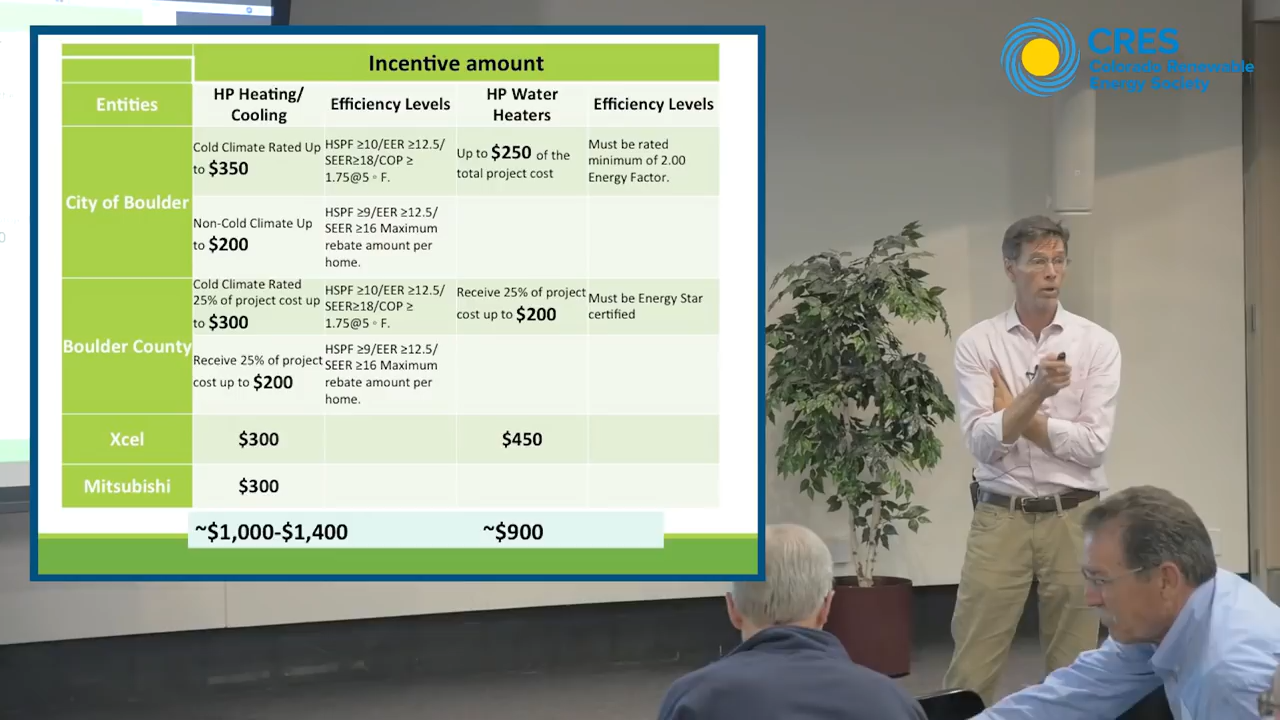 CRES
Colorado Renewable
Energy Society
Incentive amount
Entities
HP Heating/
Cooling
Efficiency Levels
HP Water
Heaters
Efficiency Levels
City of Boulder
Cold Climate Rated Up
to $350
HSPF ≥10/EER ≥12.5/
SEER≥18/COP ≥
1.75@5◦F.
Up to $250 of the
total project cost
Must be rated
minimum of 2.00
Energy Factor.
Non-Cold Climate Up
to $200
HSPF ≥9/EER ≥12.5/
SEER ≥16 Maximum
rebate amount per
home.
Boulder County
Cold Climate Rated
25% of project cost up
to $300
HSPF ≥10/EER ≥12.5/
SEER≥18/COP ≥
1.75@5◦F.
Receive 25% of project
cost up to $200
Must be Energy Star
certified
Receive 25% of project
cost up to $200
HSPF ≥9/EER ≥12.5/
SEER ≥16 Maximum
rebate amount per
home.
Xcel
$300
$450
Mitsubishi
$300
~$1,000-$1,400
~$900